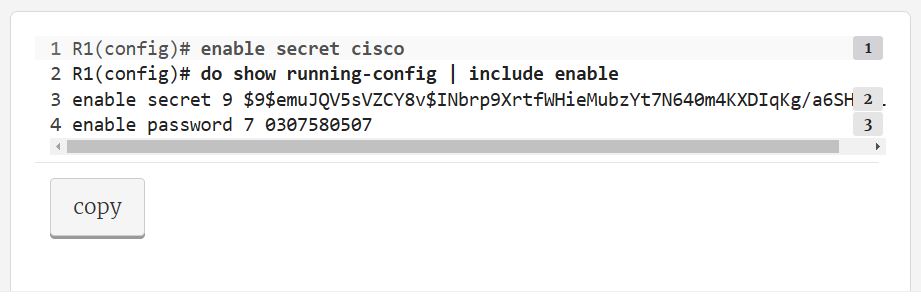 1 R1(config)# enable secret cisco 1
2 R1(config)# do show running-config | include enable
3 enable secret 9 $9$emuJQV5sVZCY8v$INbrp9XrtfWHieMubzYt7N640m4KXDIqKg/a6SH 2 .
4 enable password 7 0307580507 3
copy